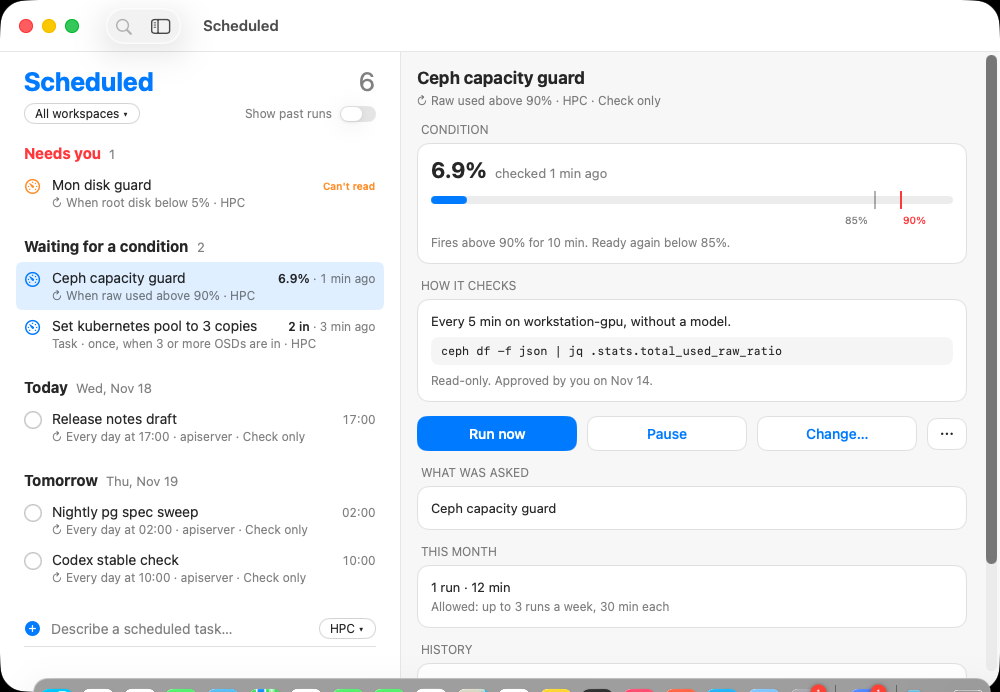 Scheduled
Scheduled 6
All workspaces
Show past runs
Needs you 1
Mon disk guard Can't read
When root disk below 5% · HPC
Waiting for a condition 2
Ceph capacity guard 6.9% · 1 min ago
When raw used above 90% · HPC
Set kubernetes pool to 3 copies 2 in · 3 min ago
Task · once, when 3 or more OSDs are in · HPC
Today Wed, Nov 18
Release notes draft 17:00
Every day at 17:00 · apiserver · Check only
Tomorrow Thu, Nov 19
Nightly pg spec sweep 02:00
Every day at 02:00 · apiserver · Check only
Codex stable check 10:00
Every day at 10:00 · apiserver · Check only
Describe a scheduled task… HPC
Ceph capacity guard
Raw used above 90% · HPC · Check only
CONDITION
6.9% checked 1 min ago
85% 90%
Fires above 90% for 10 min. Ready again below 85%.
HOW IT CHECKS
Every 5 min on workstation-gpu, without a model.
ceph df -f json | jq .stats.total_used_raw_ratio
Read-only. Approved by you on Nov 14.
Run now
Pause
Change…
WHAT WAS ASKED
Ceph capacity guard
THIS MONTH
1 run · 12 min
Allowed: up to 3 runs a week, 30 min each
HISTORY